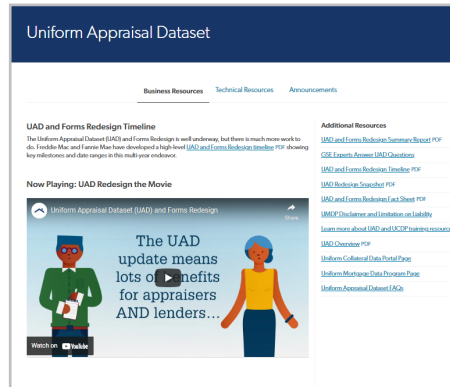 Uniform Appraisal Dataset
Business Resources Technical Resources Announcements
UAD and Forms Redesign Timeline
The Uniform Appraisal Dataset (UAD) and Forms Redesign is well underway, but there is much more work to
do. Freddie Mac and Fannie Mae have developed a high-level UAD and Forms Redesign timeline PDF showing
key milestones and date ranges in this multi-year endeavor.
Now Playing: UAD Redesign the Movie
Uniform Appraisal Dataset (UAD) and Forms Redesign
Share
The UAD
update means
lots of benefits
for appraisers
AND lenders...
Watch on YouTube
Additional Resources
UAD and Forms Redesign Summary Report PDF
GSE Experts Answer UAD Questions
UAD and Forms Redesign Timeline PDF
UAD Redesign Snapshot PDF
UAD and Forms Redesign Fact Sheet PDF
UMDP Disclaimer and Limitation on Liability
Learn more about UAD and UCDP training resourc
UAD Overview PDF
Uniform Collateral Data Portal Page
Uniform Mortgage Data Program Page
Uniform Appraisal Dataset FAQs